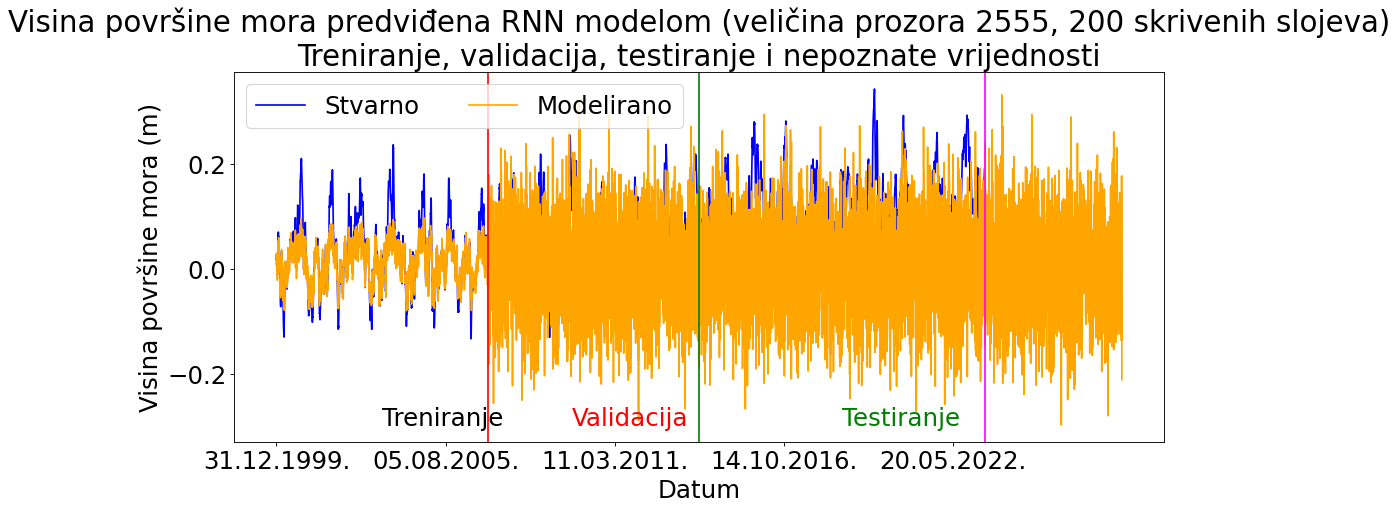 Visina površine mora predviđena RNN modelom (veličina prozora 2555, 200 skrivenih slojeva)
Treniranje, validacija, testiranje i nepoznate vrijednosti
Stvarno Modelirano
Visina površine mora (m)
0.2
0.0
−0.2
Treniranje Validacija Testiranje
31.12.1999. 05.08.2005. 11.03.2011. 14.10.2016. 20.05.2022.
Datum